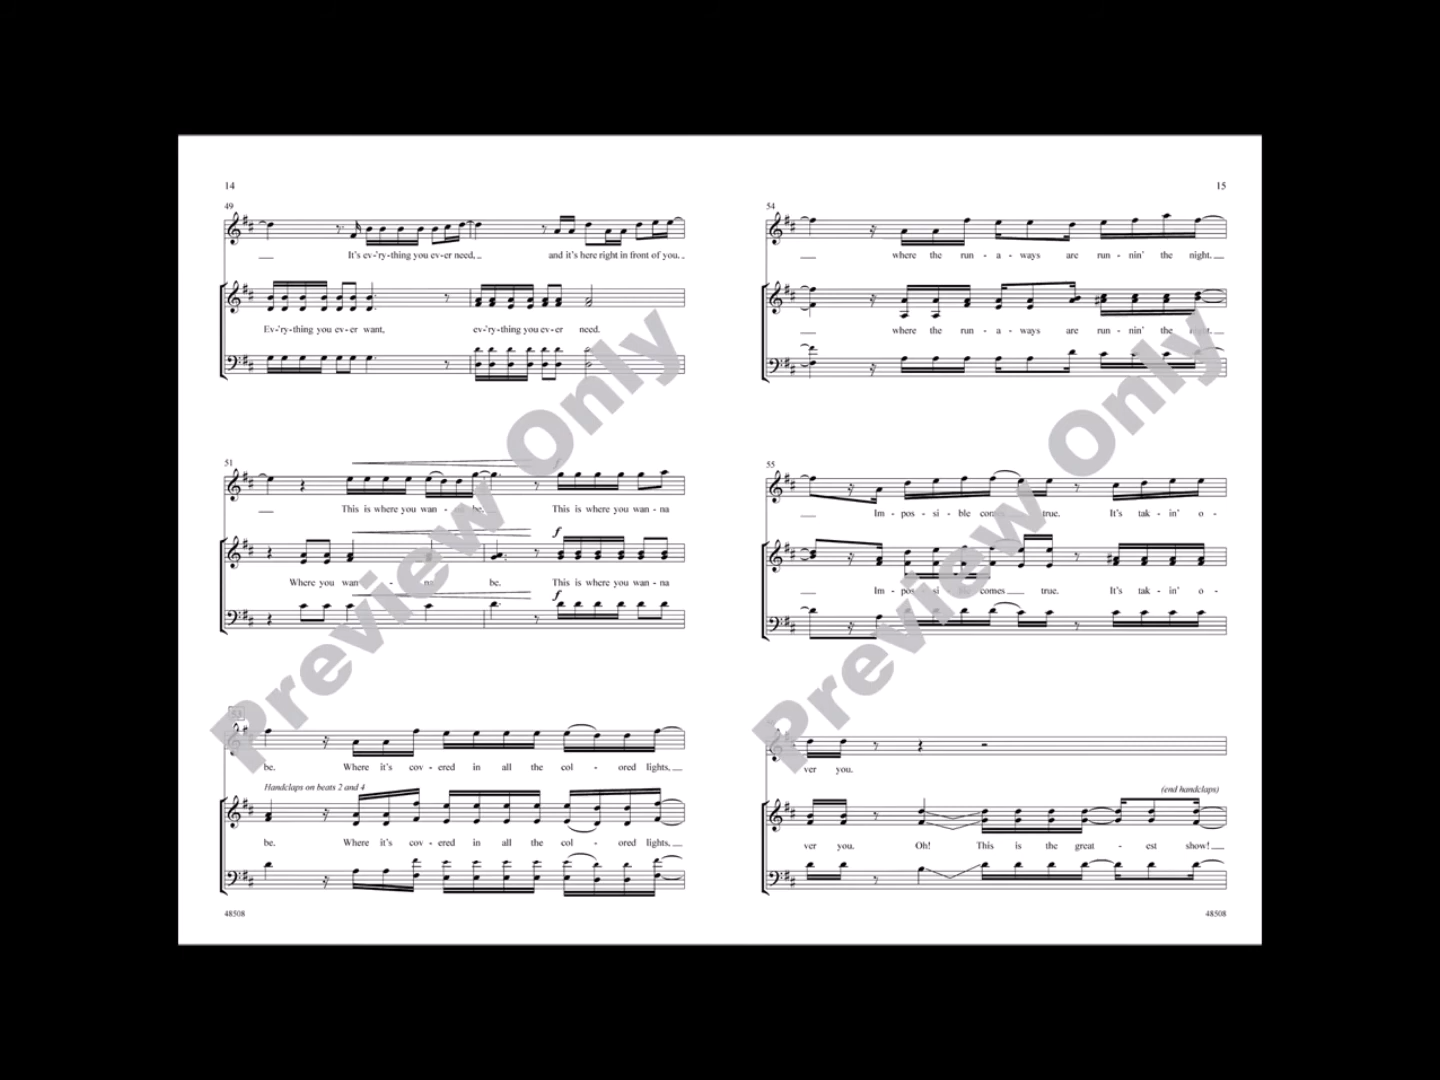 14
49
It's ev-'ry-thing you ev-er need, and it's here right in front of you.
Ev-'ry-thing you ev-er want, ev-'ry-thing you ev-er need.
51
This is where you wan - na be. This is where you wan - na
f
Where you wan - na be. This is where you wan - na
f
53
be. Where it's cov - ered in all the col - ored lights,
Handclaps on beats 2 and 4
be. Where it's cov - ered in all the col - ored lights,
48508
15
54
where the run - a - ways are run - nin' the night.
where the run - a - ways are run - nin' the night.
55
Im - pos - si - ble comes true. It's tak - in' o -
Im - pos - si - comes true. It's tak - in' o -
ver you.
(end handclaps)
ver you. Oh! This is the great - est show!
48508
Preview Only
Preview Only